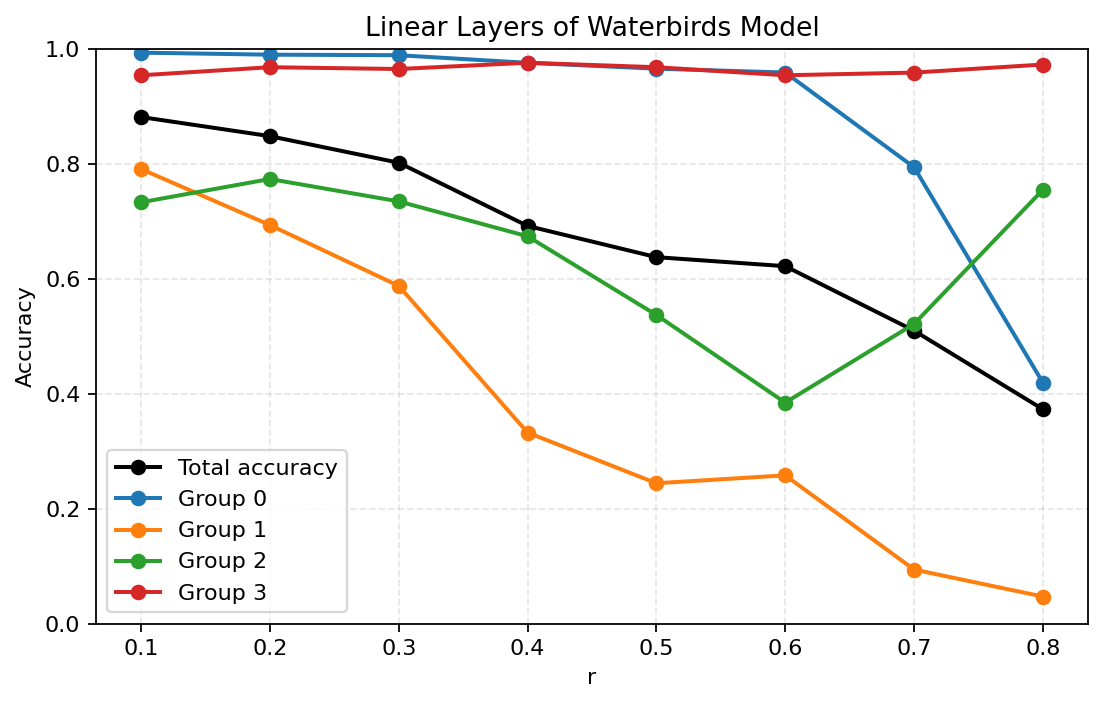 Linear Layers of Waterbirds Model
1.0
0.8
0.6
0.4
0.2
0.0
Accuracy
Total accuracy
Group 0
Group 1
Group 2
Group 3
0.1 0.2 0.3 0.4 0.5 0.6 0.7 0.8
r